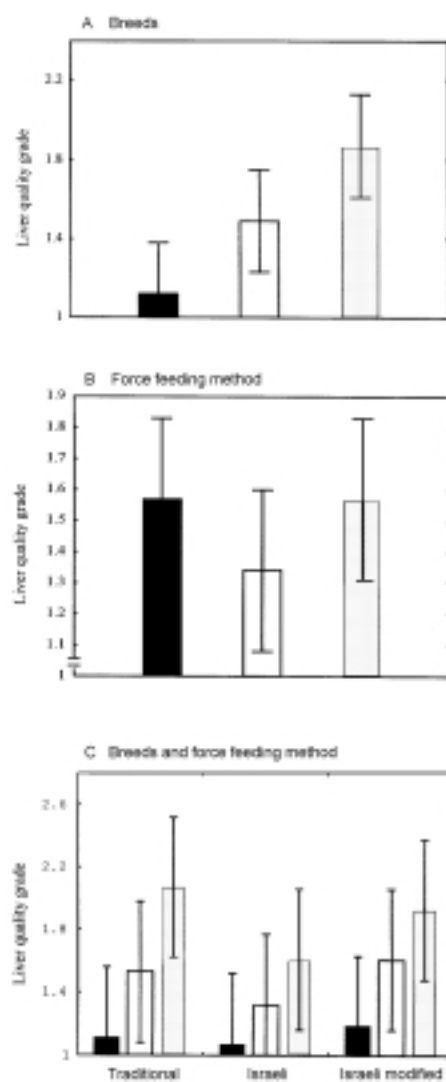 A Breeds
Liver quality grade
2.2
1.8
1.4
1
B Force feeding method
Liver quality grade
1.9
1.8
1.7
1.6
1.5
1.4
1.3
1.2
1.1
1
C Breeds and force feeding method
Liver quality grade
2.6
2.2
1.8
1.4
1
Traditional Israeli Israeli modified